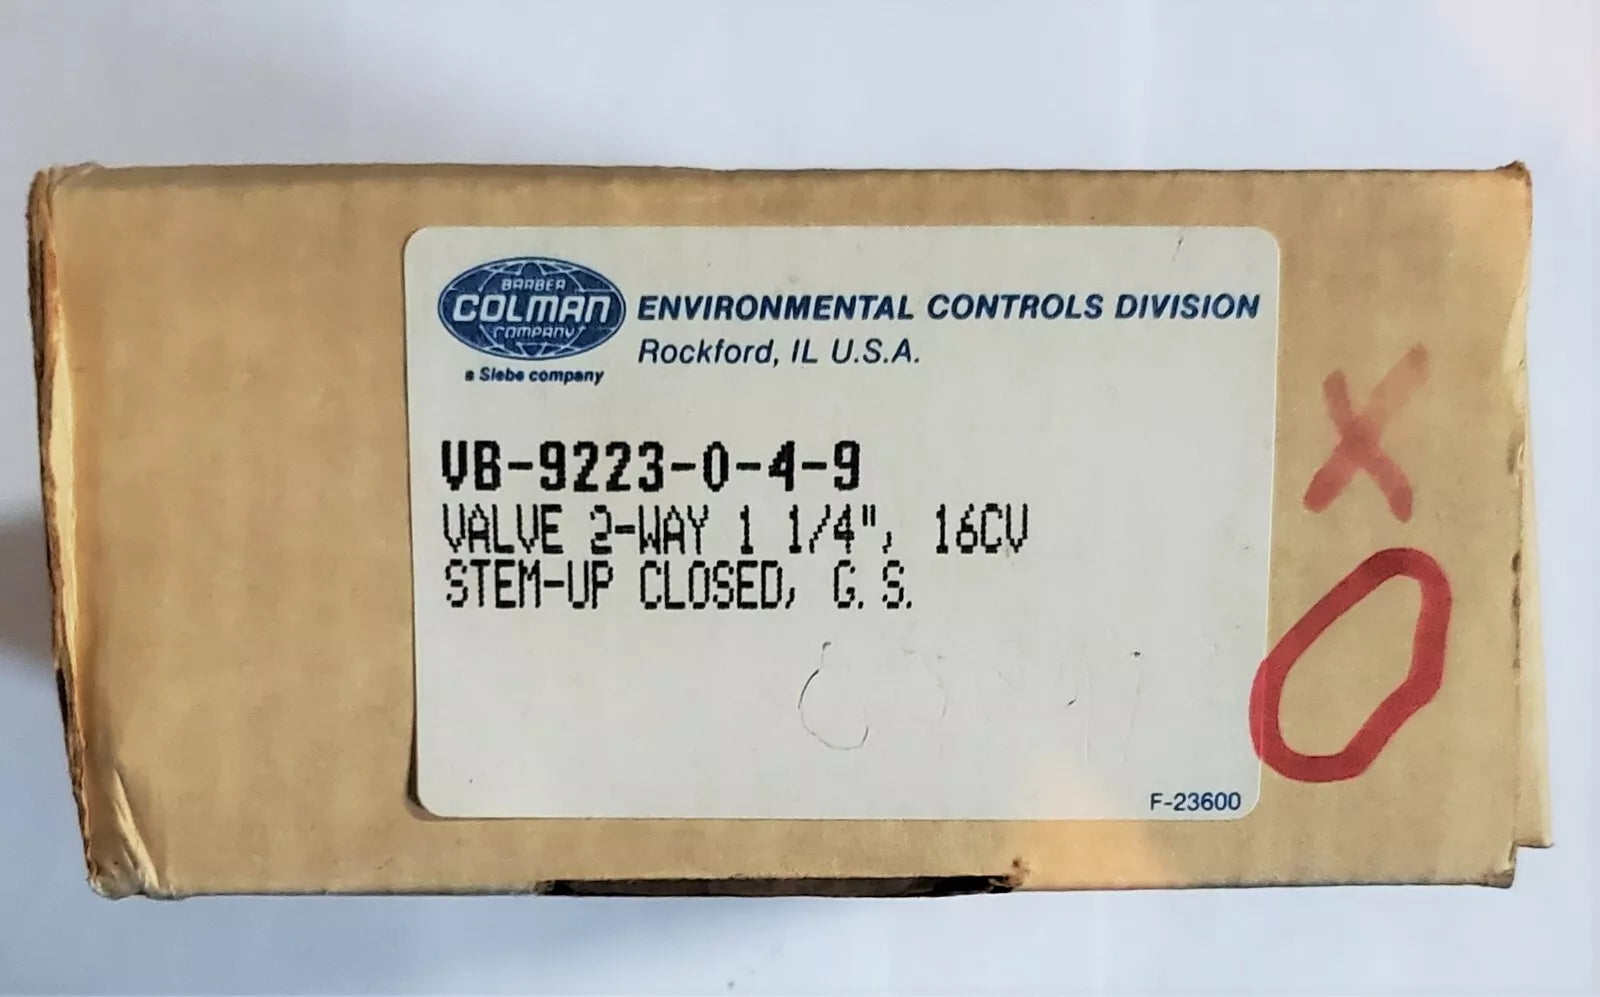 BARBER
COLMAN
COMPANY
a Siebe company
ENVIRONMENTAL CONTROLS DIVISION
Rockford, IL U.S.A.
VB-9223-0-4-9
VALVE 2-WAY 1 1/4", 16CV
STEM-UP CLOSED, G.S.
X
O
F-23600